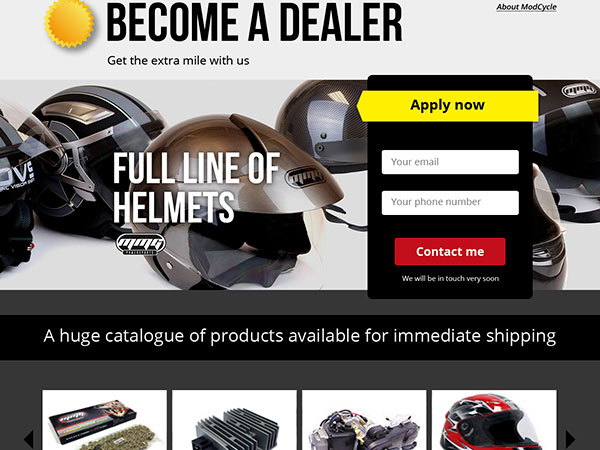 BECOME A DEALER
About ModCycle
Get the extra mile with us
Apply now
FULL LINE OF
HELMETS
MMG
Your email
Your phone number
Contact me
We will be in touch very soon
A huge catalogue of products available for immediate shipping